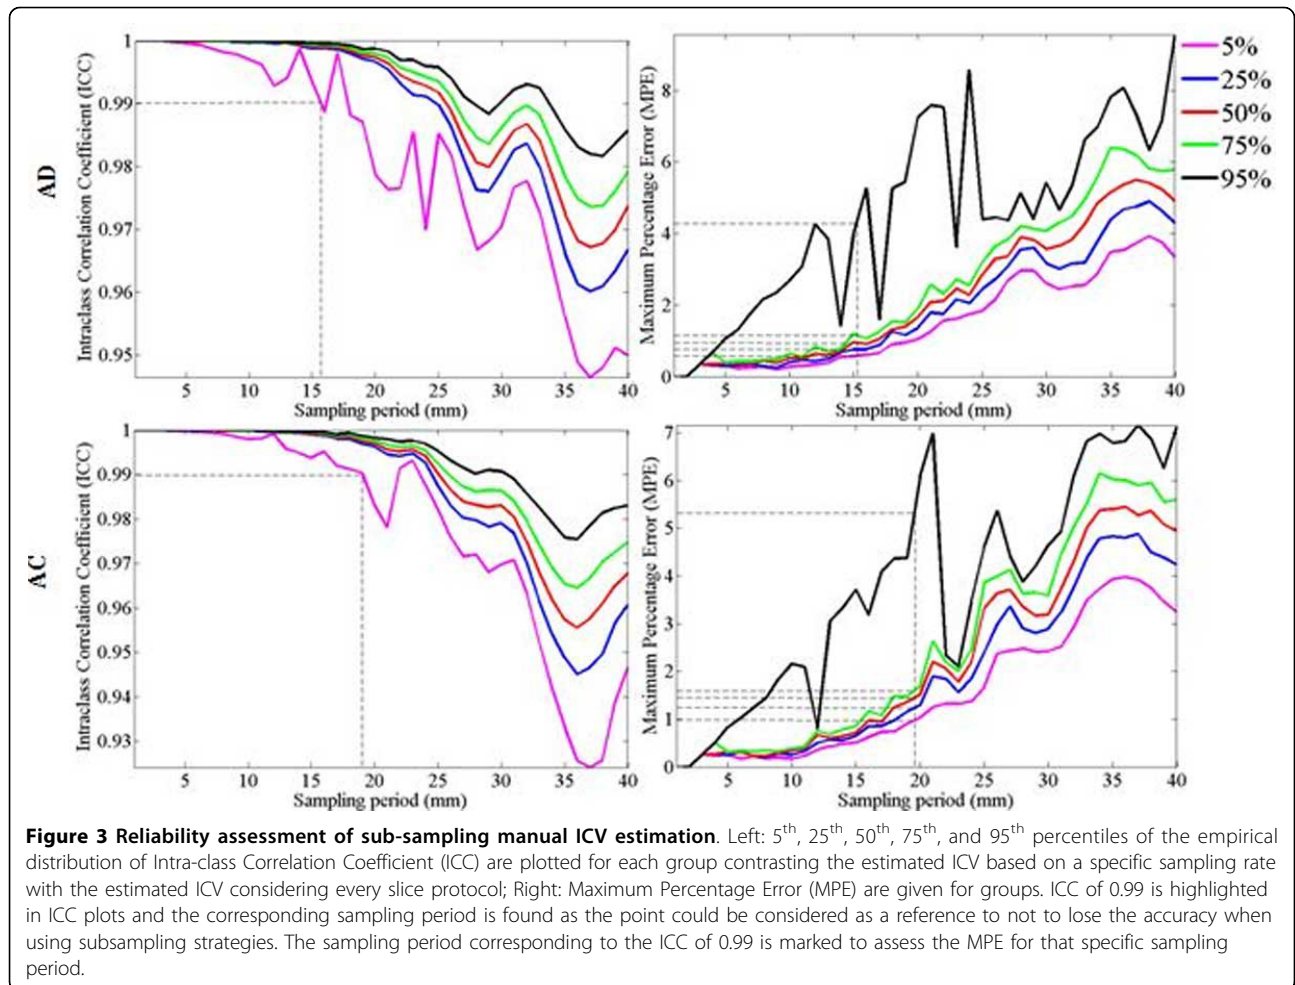 AD
Intraclass Correlation Coefficient (ICC)
1
0.99
0.98
0.97
0.96
0.95
5 10 15 20 25 30 35 40
Sampling period (mm)
Maximum Percentage Error (MPE)
8
6
4
2
0
5 10 15 20 25 30 35 40
Sampling period (mm)
5%
25%
50%
75%
95%
AC
Intraclass Correlation Coefficient (ICC)
1
0.99
0.98
0.97
0.96
0.95
0.94
0.93
5 10 15 20 25 30 35 40
Sampling period (mm)
Maximum Percentage Error (MPE)
7
6
5
4
3
2
1
0
5 10 15 20 25 30 35 40
Sampling period (mm)
Figure 3 Reliability assessment of sub-sampling manual ICV estimation. Left: 5th, 25th, 50th, 75th, and 95th percentiles of the empirical
distribution of Intra-class Correlation Coefficient (ICC) are plotted for each group contrasting the estimated ICV based on a specific sampling rate
with the estimated ICV considering every slice protocol; Right: Maximum Percentage Error (MPE) are given for groups. ICC of 0.99 is highlighted
in ICC plots and the corresponding sampling period is found as the point could be considered as a reference to not to lose the accuracy when
using subsampling strategies. The sampling period corresponding to the ICC of 0.99 is marked to assess the MPE for that specific sampling
period.